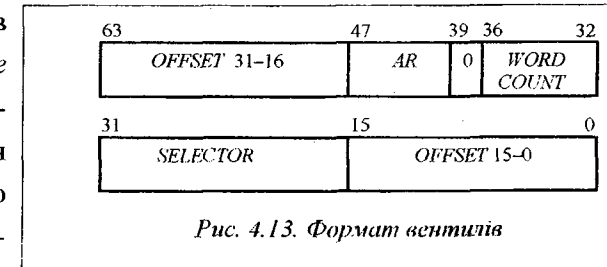 в
63 47 39 36 32
е
OFFSET 31–16 AR 0 WORD
COUNT
-
31 15 0
н
SELECTOR OFFSET 15–0
о
-
Рис. 4.13. Формат вентилів